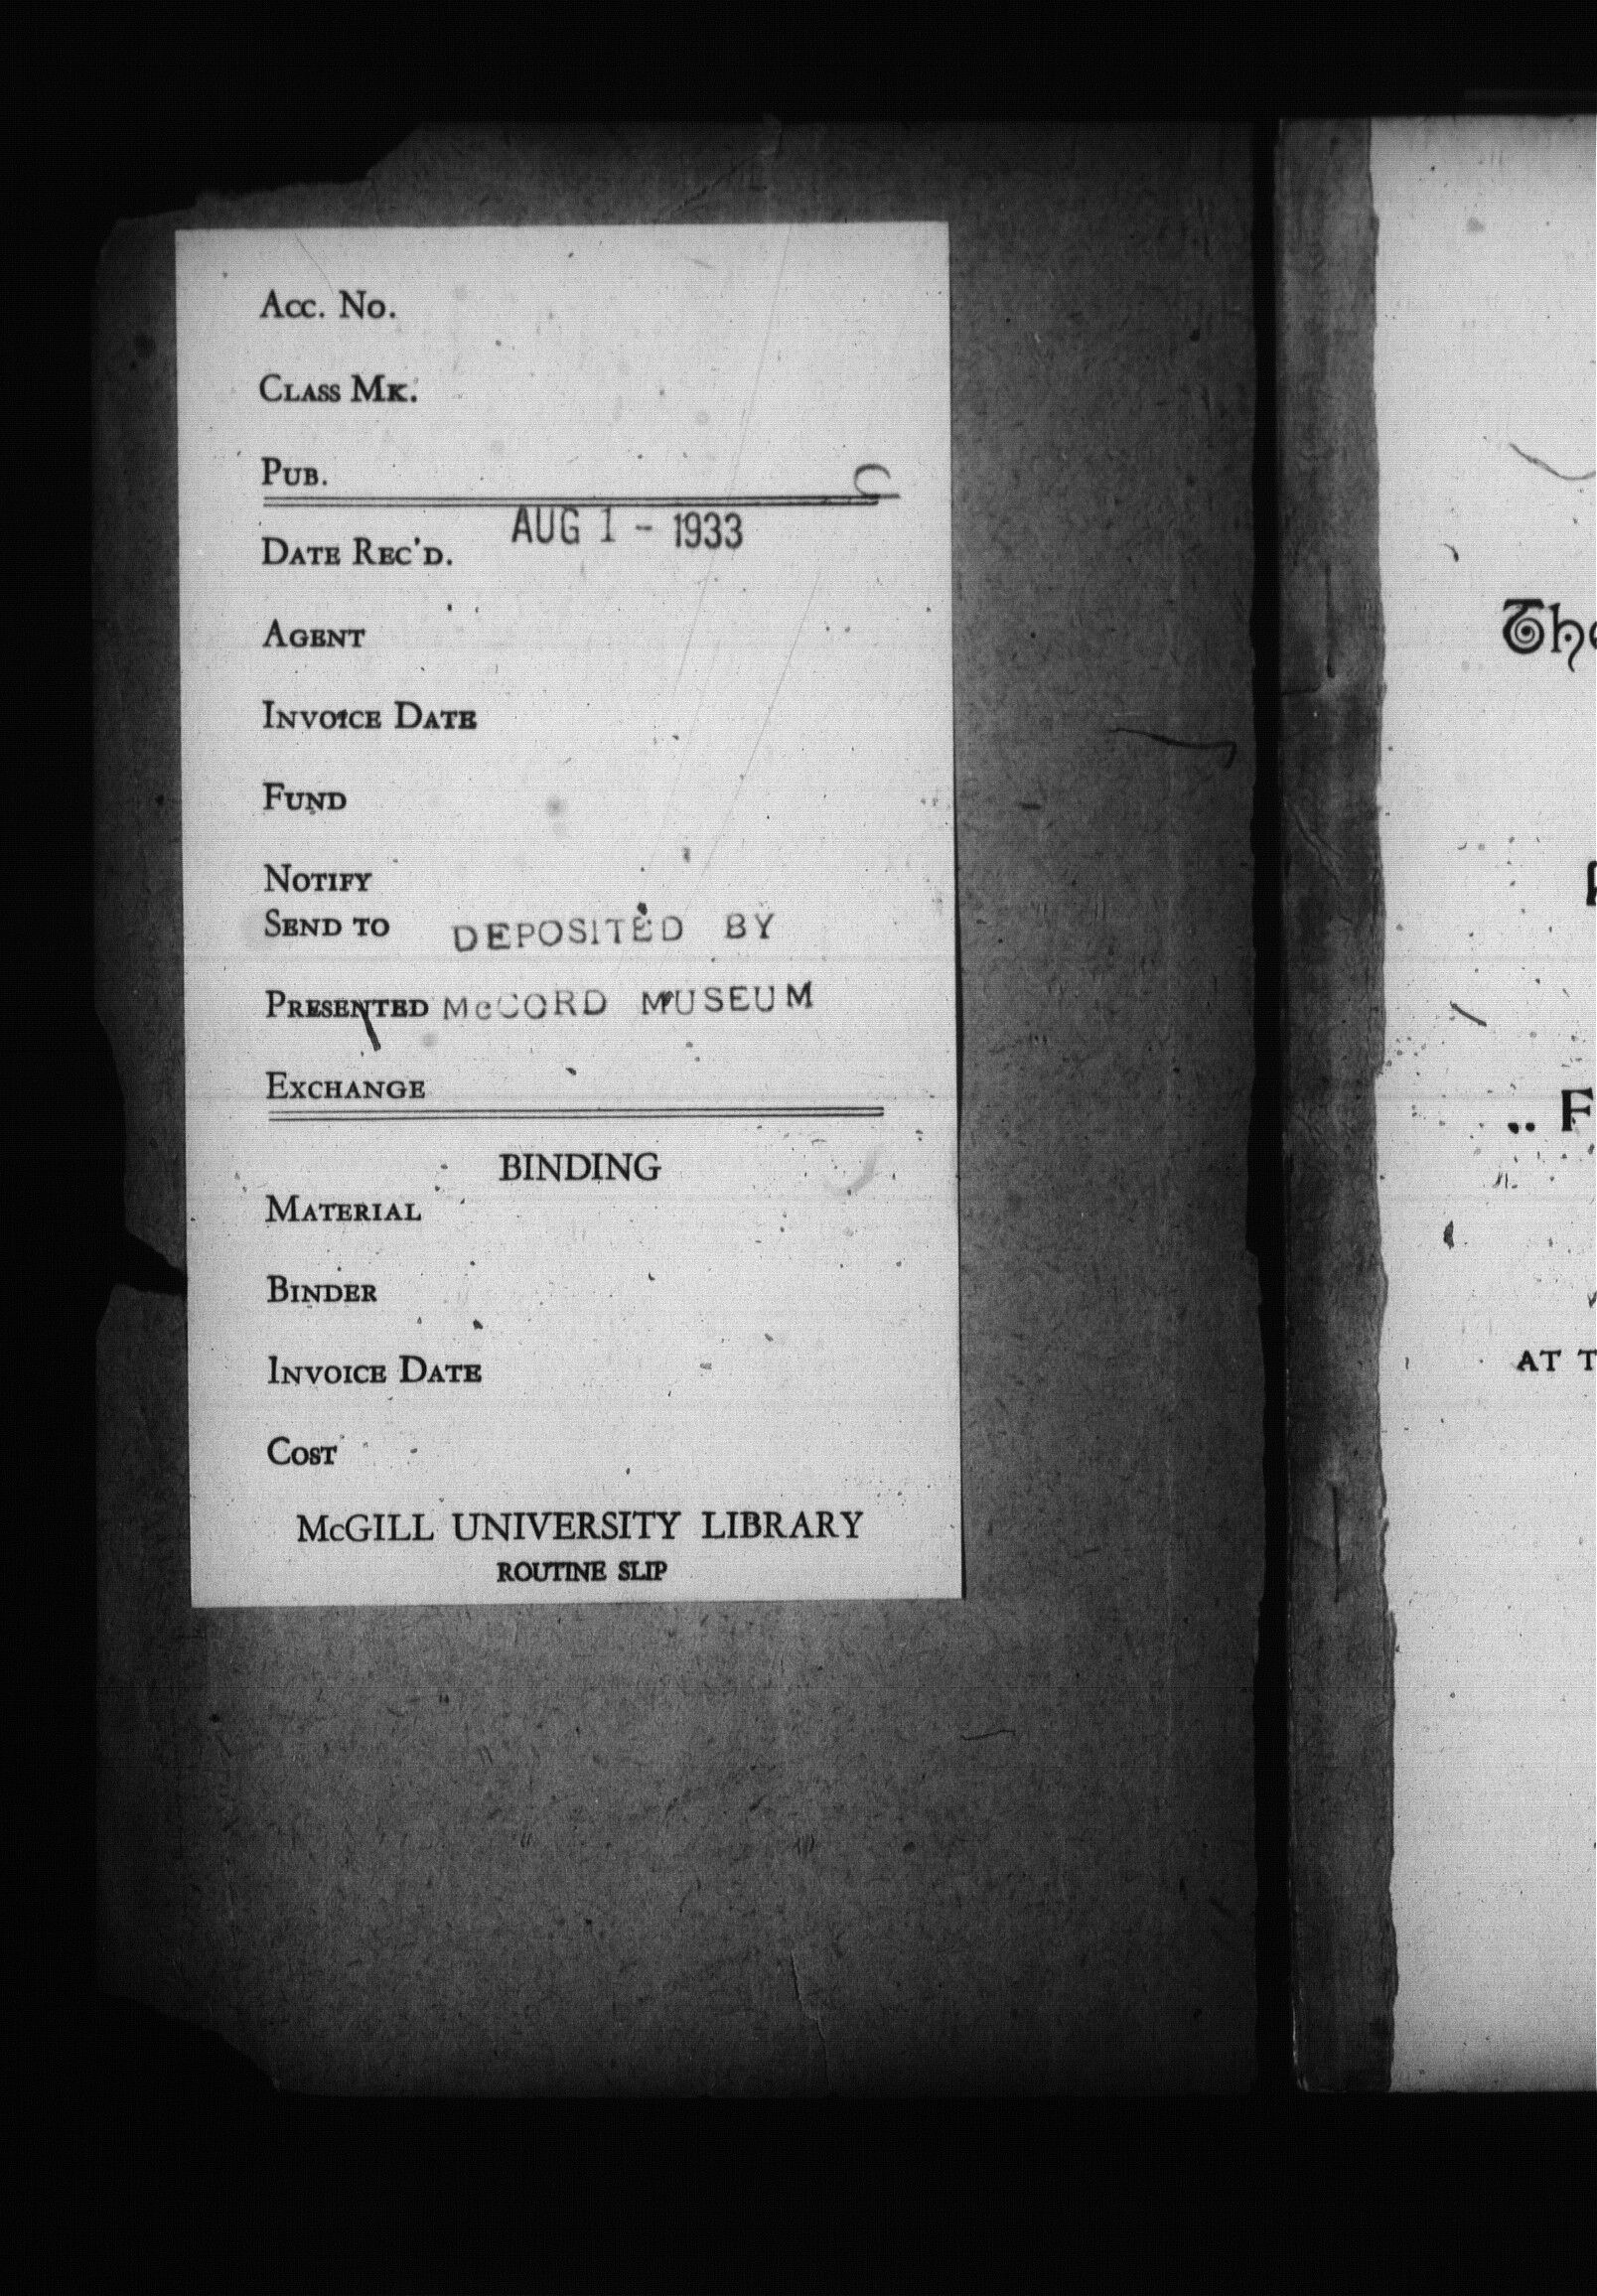 Acc. No.
Class Mk.
Pub.
AUG 1 - 1933
Date Rec'd.
Agent
Invoice Date
Fund
Notify
Send to DEPOSITED BY
Presented McCORD MUSEUM
Exchange
BINDING
Material
Binder
Invoice Date
Cost
McGILL UNIVERSITY LIBRARY
ROUTINE SLIP
The
.. F
AT T